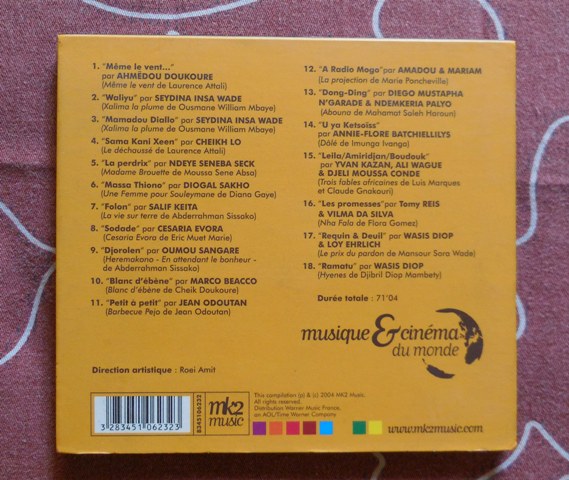 1. "Même le vent..."
par AHMÉDOU DOUKOURE
(Même le vent de Laurence Attali)
2. "Waliyu" par SEYDINA INSA WADE
(Xalima la plume de Ousmane William Mbaye)
3. "Mamadou Diallo" par SEYDINA INSA WADE
(Xalima la plume de Ousmane William Mbaye)
4. "Sama Kani Xeen" par CHEIKH LO
(Le déchaussé de Laurence Attali)
5. "La perdrix" par NDEYE SENEBA SECK
(Madame Brouette de Moussa Sene Absa)
6. "Massa Thiono" par DIOGAL SAKHO
(Une Femme pour Souleymane de Diana Gaye)
7. "Folon" par SALIF KEITA
(La vie sur terre de Abderrahman Sissako)
8. "Sodade" par CESARIA EVORA
(Cesaria Evora de Eric Muet Marie)
9. "Djorolen" par OUMOU SANGARE
(Heremakono - En attendant le bonheur -
de Abderrahman Sissako)
10. "Blanc d'ébène" par MARCO BEACCO
(Blanc d'ébène de Cheik Doukoure)
11. "Petit à petit" par JEAN ODOUTAN
(Barbecue Pejo de Jean Odoutan)
12. "A Radio Mogo" par AMADOU & MARIAM
(La projection de Marie Poncheville)
13. "Dong-Ding" par DIEGO MUSTAPHA
N'GARADE & NDEMKERIA PALYO
(Abouna de Mahamat Saleh Haroun)
14. "U ya Ketsaïss"
par ANNIE-FLORE BATCHIELLILYS
(Dôlè de Imunga Ivanga)
15. "Leila/Amiridjan/Boudouk"
par YVAN KAZAN, ALI WAGUE
& DJELI MOUSSA CONDE
(Trois fables africaines de Luis Marques
et Claude Gnakouri)
16. "Les promesses" par Tomy REIS
& VILMA DA SILVA
(Nha Fala de Flora Gomez)
17. "Requin & Deuil" par WASIS DIOP
& LOY EHRLICH
(Le prix du pardon de Mansour Sora Wade)
18. "Ramatu" par WASIS DIOP
(Hyenes de Djibril Diop Mambety)
Durée totale : 71'04
musique & cinéma
du monde
Direction artistique : Roei Amit
3 283451 062323
mk2
music
This compilation (p) & (c) 2004 MK2 Music.
All rights reserved.
Distribution Warner Music France,
an AOL/Time Warner Company
www.mk2music.com